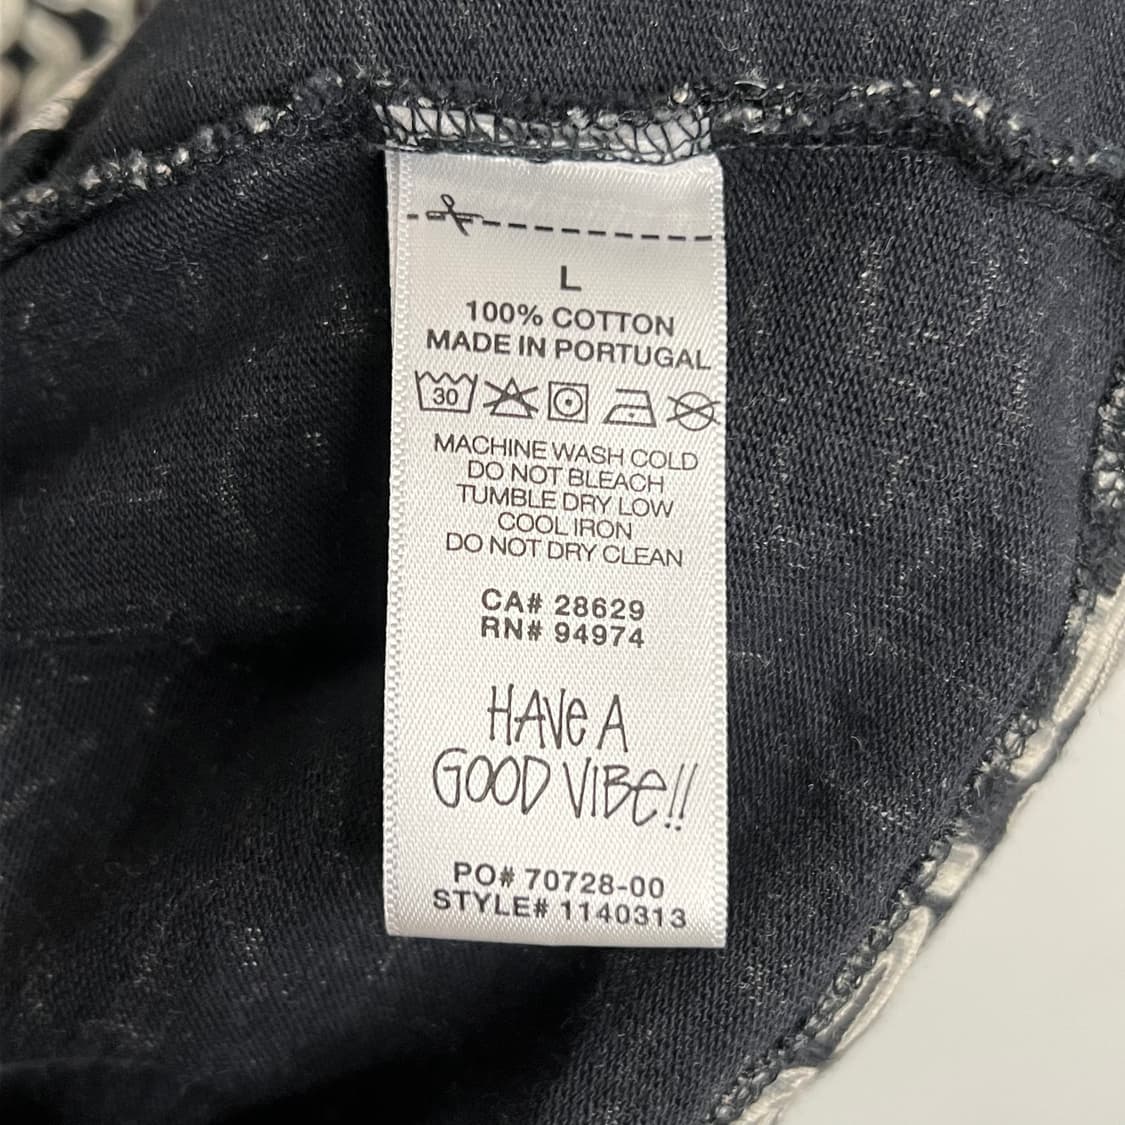 L
100% COTTON
MADE IN PORTUGAL
30
MACHINE WASH COLD
DO NOT BLEACH
TUMBLE DRY LOW
COOL IRON
DO NOT DRY CLEAN
CA# 28629
RN# 94974
HAVe A
GOOD VIBe!!
PO# 70728-00
STYLE# 1140313